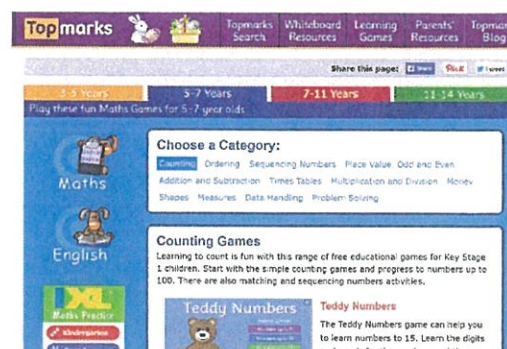 Topmarks
Topmarks Search
Whiteboard Resources
Learning Games
Parents' Resources
Topmarks Blog
Share this page:
Share
Pin it
Tweet
3-5 Years
5-7 Years
7-11 Years
11-14 Years
Play these fun Maths Games for 5-7 year olds
Maths
English
IXL
Maths Practice
Kindergarten
Choose a Category:
Counting Ordering Sequencing Numbers Place Value Odd and Even
Addition and Subtraction Times Tables Multiplication and Division Money
Shapes Measures Data Handling Problem Solving
Counting Games
Learning to count is fun with this range of free educational games for Key Stage
1 children. Start with the simple counting games and progress to numbers up to
100. There are also matching and sequencing numbers activities.
Teddy Numbers
Teddy Numbers
The Teddy Numbers game can help you
to learn numbers to 15. Learn the digits